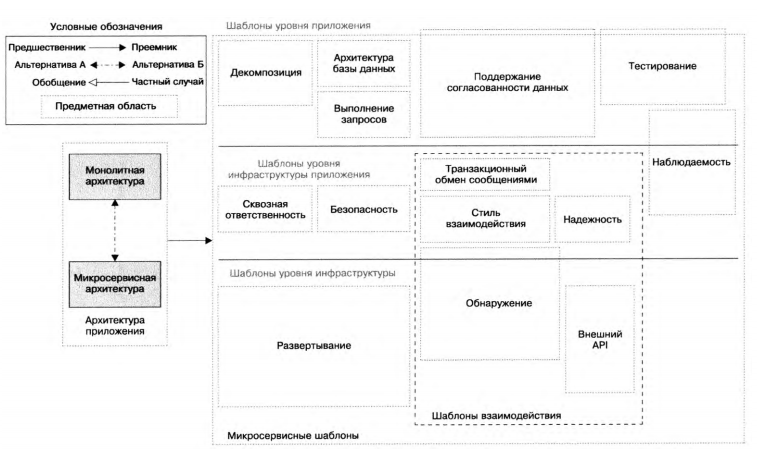 Условные обозначения
Предшественник Преемник
Альтернатива А Альтернатива Б
Обобщение Частный случай
Предметная область
Монолитная
архитектура
Микросервисная
архитектура
Архитектура
приложения
Шаблоны уровня приложения
Декомпозиция
Архитектура
базы данных
Выполнение
запросов
Поддержание
согласованности данных
Тестирование
Наблюдаемость
Шаблоны уровня
инфраструктуры приложения
Сквозная
ответственность
Безопасность
Транзакционный
обмен сообщениями
Стиль
взаимодействия
Надежность
Шаблоны уровня инфраструктуры
Развертывание
Обнаружение
Внешний
API
Шаблоны взаимодействия
Микросервисные шаблоны